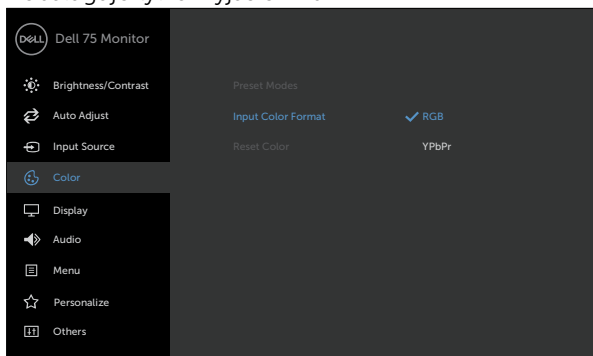 DELL
Dell 75 Monitor
Brightness/Contrast
Auto Adjust
Input Source
Color
Display
Audio
Menu
Personalize
Others
Preset Modes
Input Color Format
RGB
Reset Color
YPbPr